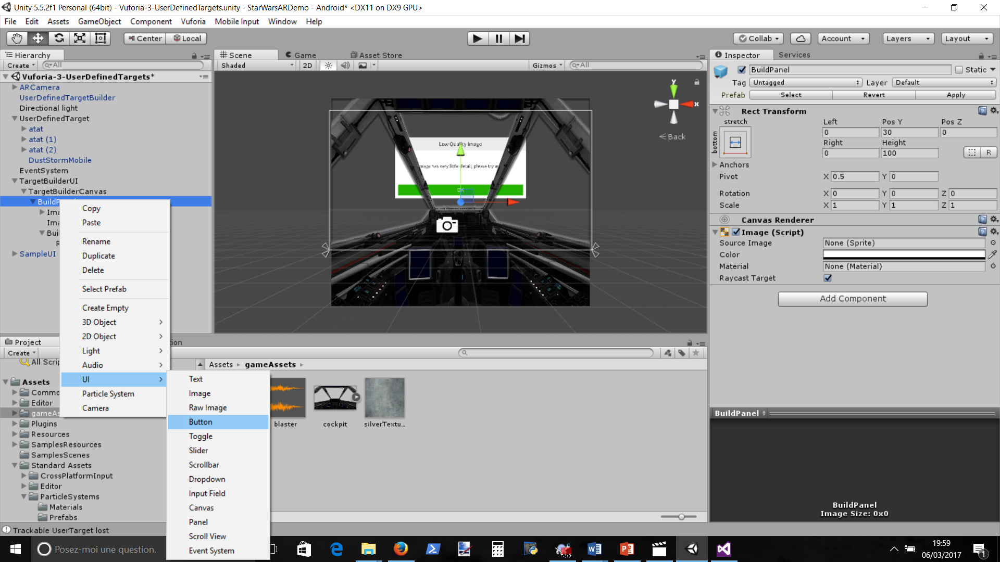 Unity 5.5.2f1 Personal (64bit) - Vuforia-3-UserDefinedTargets.unity - StarWarsARDemo - Android* <DX11 on DX9 GPU>
File Edit Assets GameObject Component Vuforia Mobile Input Window Help
Center Local Collab Account Layers Layout
Hierarchy
Create All
Vuforia-3-UserDefinedTargets*
ARCamera
UserDefinedTargetBuilder
Directional light
UserDefinedTarget
atat
atat (1)
atat (2)
DustStormMobile
EventSystem
TargetBuilderUI
TargetBuilderCanvas
BuildP
Ima
Ima
Bui
R
SampleUI
Copy
Paste
Rename
Duplicate
Delete
Select Prefab
Create Empty
3D Object
2D Object
Light
Audio
UI
Particle System
Camera
Text
Image
Raw Image
Button
Toggle
Slider
Scrollbar
Dropdown
Input Field
Canvas
Panel
Scroll View
Event System
Scene Game Asset Store
Shaded 2D Gizmos All
y
x
Back
Low Quality Image
mage has very little detail, please try a
OK
Inspector Services
BuildPanel Static
Tag Untagged Layer Default
Prefab Select Revert Apply
Rect Transform
stretch
bottom
Left Pos Y Pos Z
0 30 0
Right Height
0 100 R
Anchors
Pivot X 0.5 Y 0
Rotation X 0 Y 0 Z 0
Scale X 1 Y 1 Z 1
Canvas Renderer
Image (Script)
Source Image None (Sprite)
Color
Material None (Material)
Raycast Target
Add Component
BuildPanel
BuildPanel
Image Size: 0x0
Project tion
Create
All Scrip
Assets
Commo
Editor
gameAs
Plugins
Resources
SamplesResources
SamplesScenes
Standard Assets
CrossPlatformInput
Editor
ParticleSystems
Materials
Prefabs
Assets gameAssets
blaster cockpit silverTextu...
Trackable UserTarget lost
Posez-moi une question.
19:59
06/03/2017
1